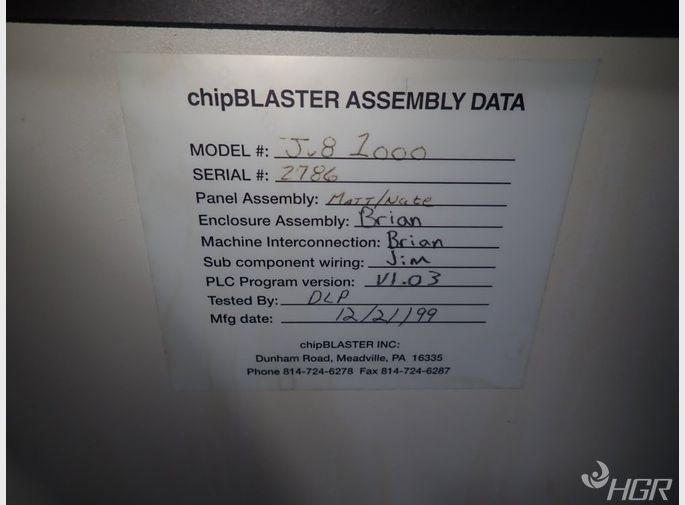 chipBLASTER ASSEMBLY DATA
MODEL #: Jv8 1000
SERIAL #: 2786
Panel Assembly: Matt/Nate
Enclosure Assembly: Brian
Machine Interconnection: Brian
Sub component wiring: Jim
PLC Program version: V1.03
Tested By: DLP
Mfg date: 12/21/99
chipBLASTER INC:
Dunham Road, Meadville, PA 16335
Phone 814-724-6278 Fax 814-724-6287
HGR